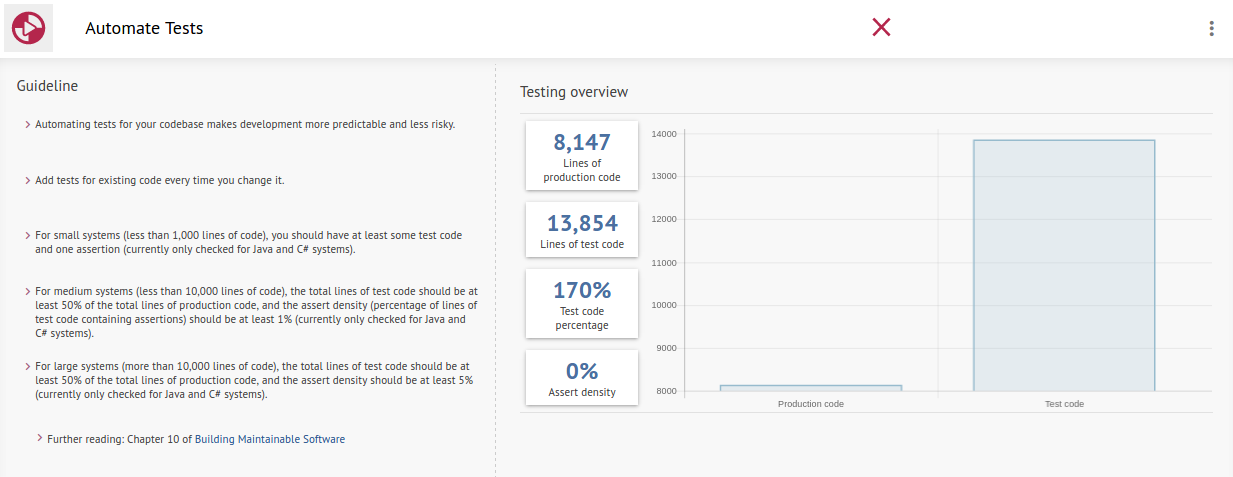 Automate Tests
Guideline
Automating tests for your codebase makes development more predictable and less risky.
Add tests for existing code every time you change it.
For small systems (less than 1,000 lines of code), you should have at least some test code
and one assertion (currently only checked for Java and C# systems).
For medium systems (less than 10,000 lines of code), the total lines of test code should be at
least 50% of the total lines of production code, and the assert density (percentage of lines of
test code containing assertions) should be at least 1% (currently only checked for Java and
C# systems).
For large systems (more than 10,000 lines of code), the total lines of test code should be at
least 50% of the total lines of production code, and the assert density should be at least 5%
(currently only checked for Java and C# systems).
Further reading: Chapter 10 of Building Maintainable Software
Testing overview
8,147
Lines of
production code
13,854
Lines of test code
170%
Test code
percentage
0%
Assert density
14000
13000
12000
11000
10000
9000
8000
Production code
Test code